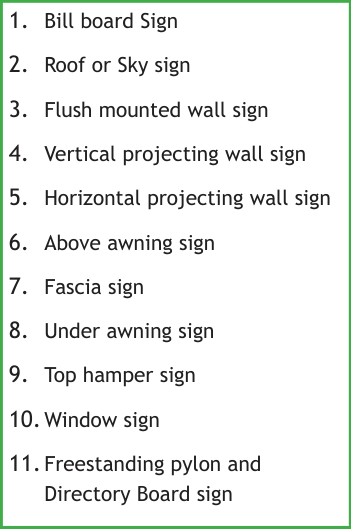 1. Bill board Sign
2. Roof or Sky sign
3. Flush mounted wall sign
4. Vertical projecting wall sign
5. Horizontal projecting wall sign
6. Above awning sign
7. Fascia sign
8. Under awning sign
9. Top hamper sign
10. Window sign
11. Freestanding pylon and
Directory Board sign